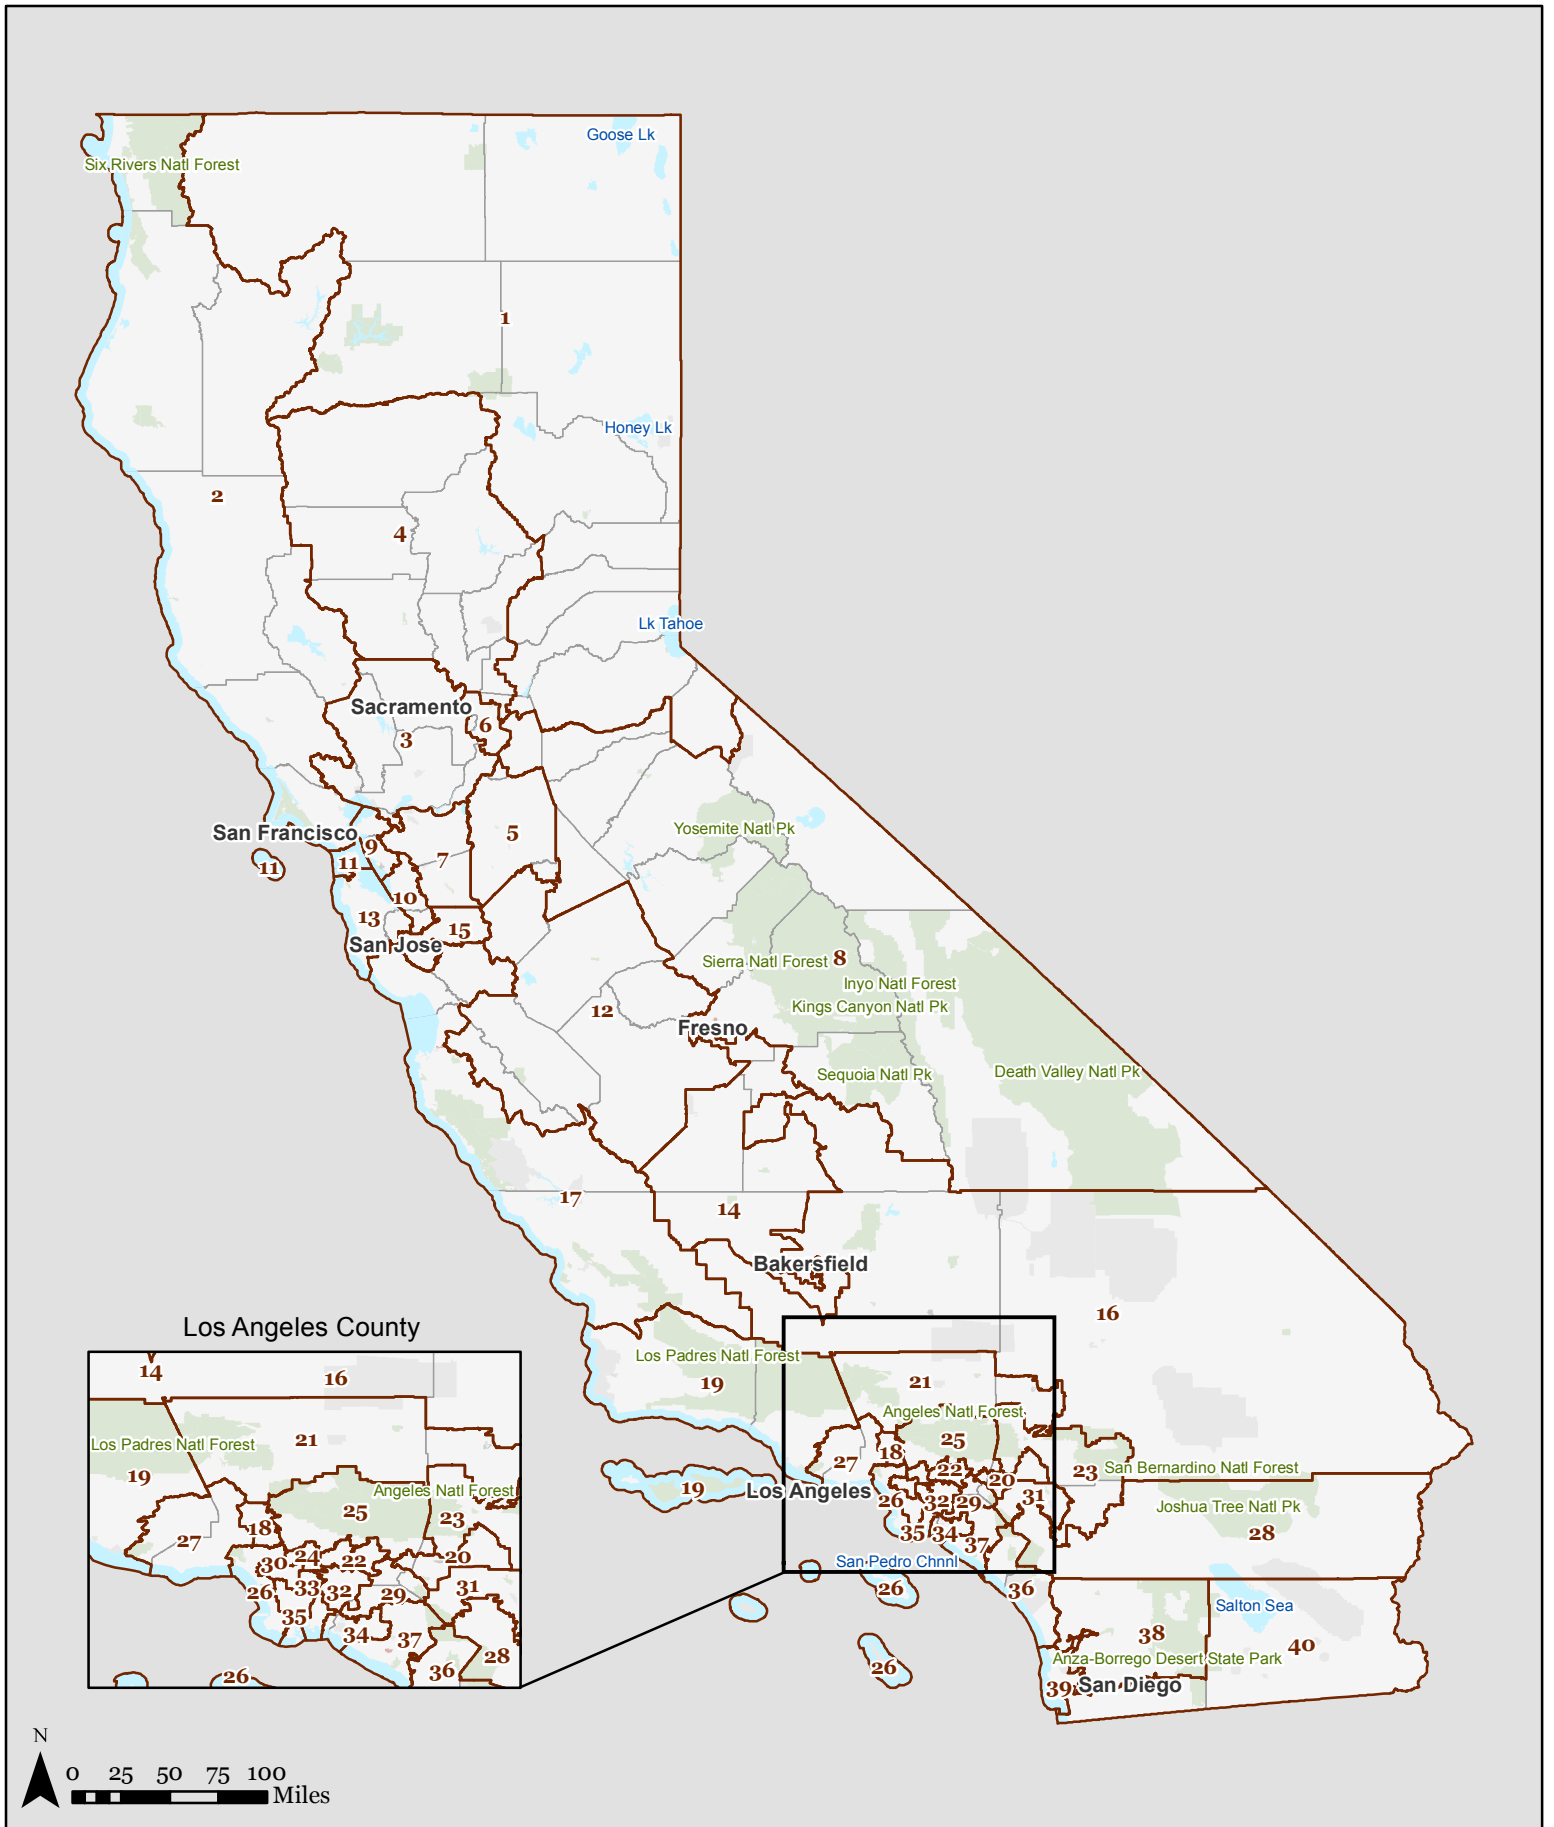 Goose Lk
Six Rivers Natl Forest
1
Honey Lk
2
4
Lk Tahoe
Sacramento
6
3
Yosemite Natl Pk
San Francisco
5
9
7
11
11
10
13
15
San Jose
8
Sierra Natl Forest
Inyo Natl Forest
Kings Canyon Natl Pk
12
Fresno
Sequoia Natl Pk
Death Valley Natl Pk
17
14
Bakersfield
16
Los Padres Natl Forest
19
21
Angeles Natl Forest
25
18
27
22
20
23
San Bernardino Natl Forest
19
Los Angeles
26
32
29
31
Joshua Tree Natl Pk
28
35
34
37
San Pedro Chnnl
26
36
Salton Sea
38
40
26
Anza-Borrego Desert State Park
39
San Diego
Los Angeles County
14
16
21
Los Padres Natl Forest
19
Angeles Natl Forest
25
23
18
27
30
24
22
20
26
33
32
29
31
35
34
37
28
36
26
N
0 25 50 75 100
Miles